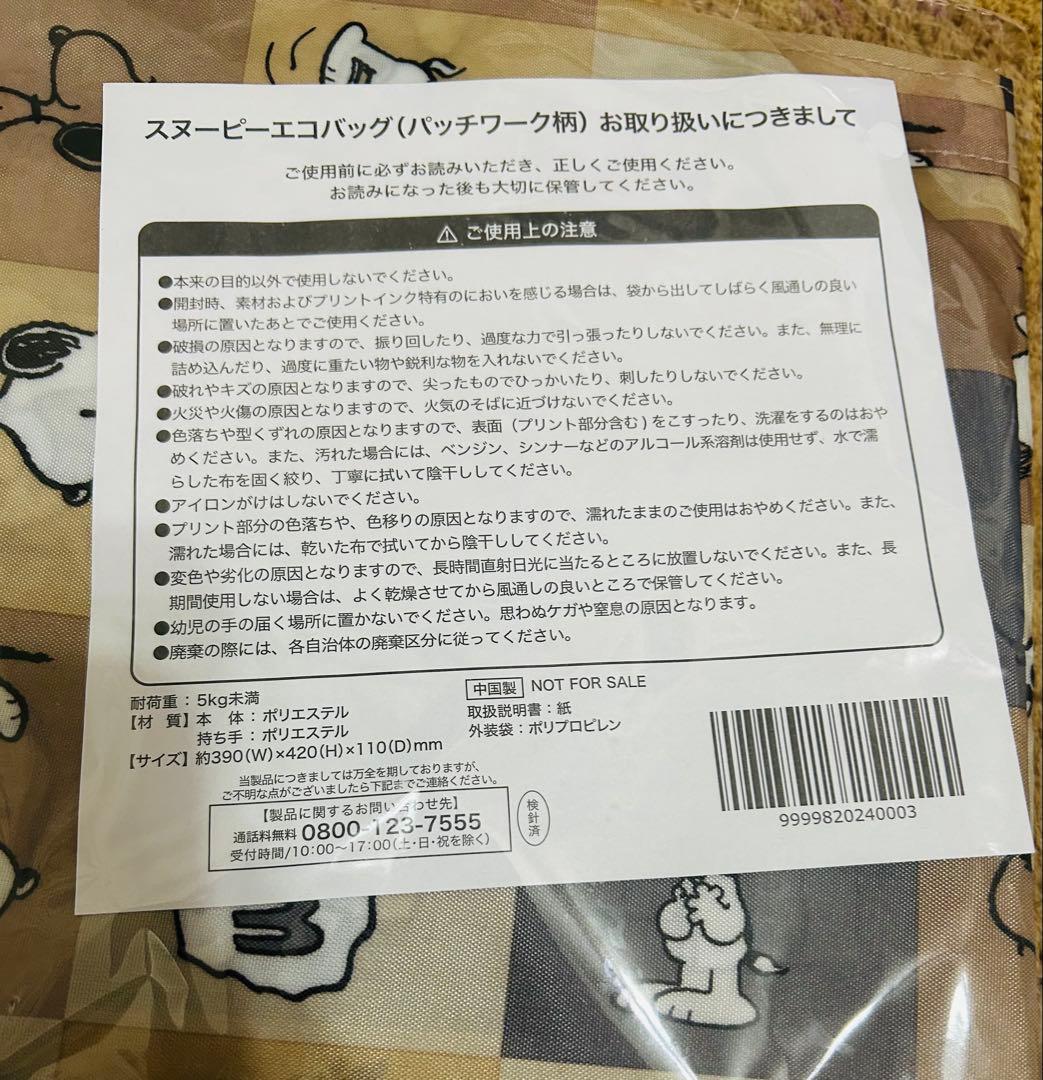 スヌーピーエコバッグ(パッチワーク柄) お取り扱いにつきまして
ご使用前に必ずお読みいただき、正しくご使用ください。
お読みになった後も大切に保管してください。
⚠ ご使用上の注意
●本来の目的以外で使用しないでください。
●開封時、素材およびプリントインク特有のにおいを感じる場合は、袋から出してしばらく風通しの良い
場所に置いたあとでご使用ください。
●破損の原因となりますので、振り回したり、過度な力で引っ張ったりしないでください。また、無理に
詰め込んだり、過度に重たい物や鋭利な物を入れないでください。
●破れやキズの原因となりますので、尖ったものでひっかいたり、刺したりしないでください。
●火災や火傷の原因となりますので、火気のそばに近づけないでください。
●色落ちや型くずれの原因となりますので、表面(プリント部分含む)をこすったり、洗濯をするのはおや
めください。また、汚れた場合には、ベンジン、シンナーなどのアルコール系溶剤は使用せず、水で濡
らした布を固く絞り、丁寧に拭いて陰干ししてください。
●アイロンがけはしないでください。
●プリント部分の色落ちや、色移りの原因となりますので、濡れたままのご使用はおやめください。また、
濡れた場合には、乾いた布で拭いてから陰干ししてください。
●変色や劣化の原因となりますので、長時間直射日光に当たるところに放置しないでください。また、長
期間使用しない場合は、よく乾燥させてから風通しの良いところで保管してください。
●幼児の手の届く場所に置かないでください。思わぬケガや窒息の原因となります。
●廃棄の際には、各自治体の廃棄区分に従ってください。
耐荷重:5kg未満
【材 質】本 体:ポリエステル
持ち手:ポリエステル
【サイズ】約390(W)×420(H)×110(D)mm
中国製 NOT FOR SALE
取扱説明書:紙
外装袋:ポリプロピレン
当製品につきましては万全を期しておりますが、
ご不明な点がございましたら下記までご連絡ください。
【製品に関するお問い合わせ先】
通話料無料 0800-123-7555
受付時間/10:00~17:00(土・日・祝を除く)
検針済
9999820240003